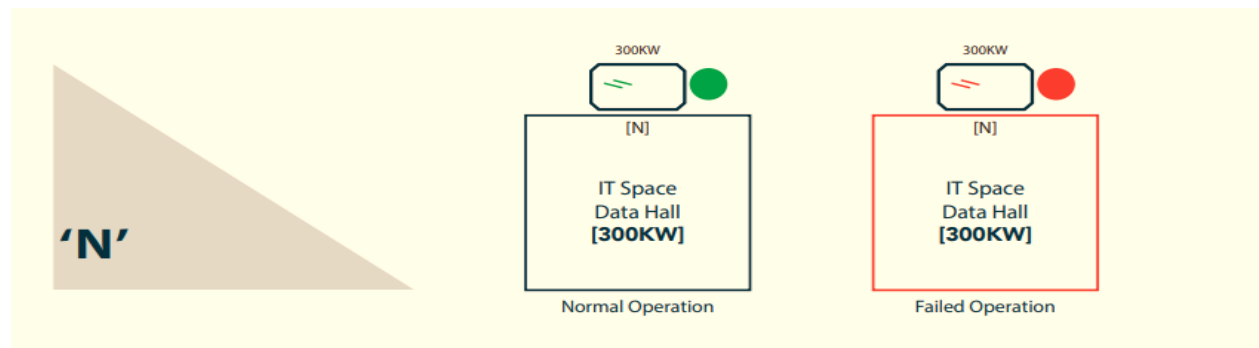 ‘N’
300KW
[N]
IT Space
Data Hall
[300KW]
Normal Operation
300KW
[N]
IT Space
Data Hall
[300KW]
Failed Operation